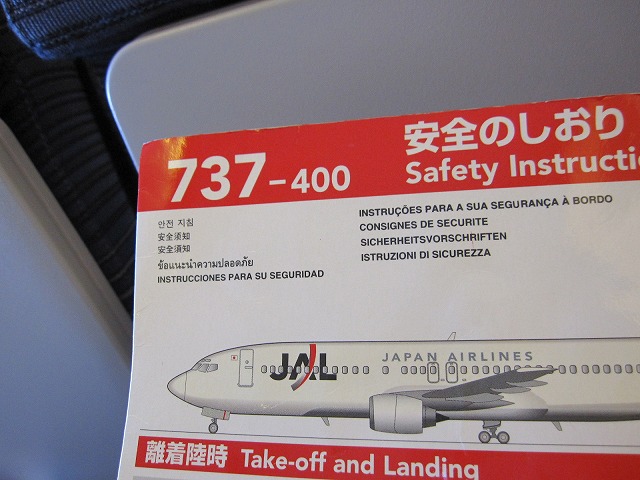 安全のしおり
737-400
Safety Instructi
안전 지침
安全须知
安全須知
ข้อแนะนำความปลอดภัย
INSTRUCCIONES PARA SU SEGURIDAD
INSTRUÇÕES PARA A SUA SEGURANÇA À BORDO
CONSIGNES DE SECURITE
SICHERHEITSVORSCHRIFTEN
ISTRUZIONI DI SICUREZZA
JAL
JAPAN AIRLINES
離着陸時 Take-off and Landing